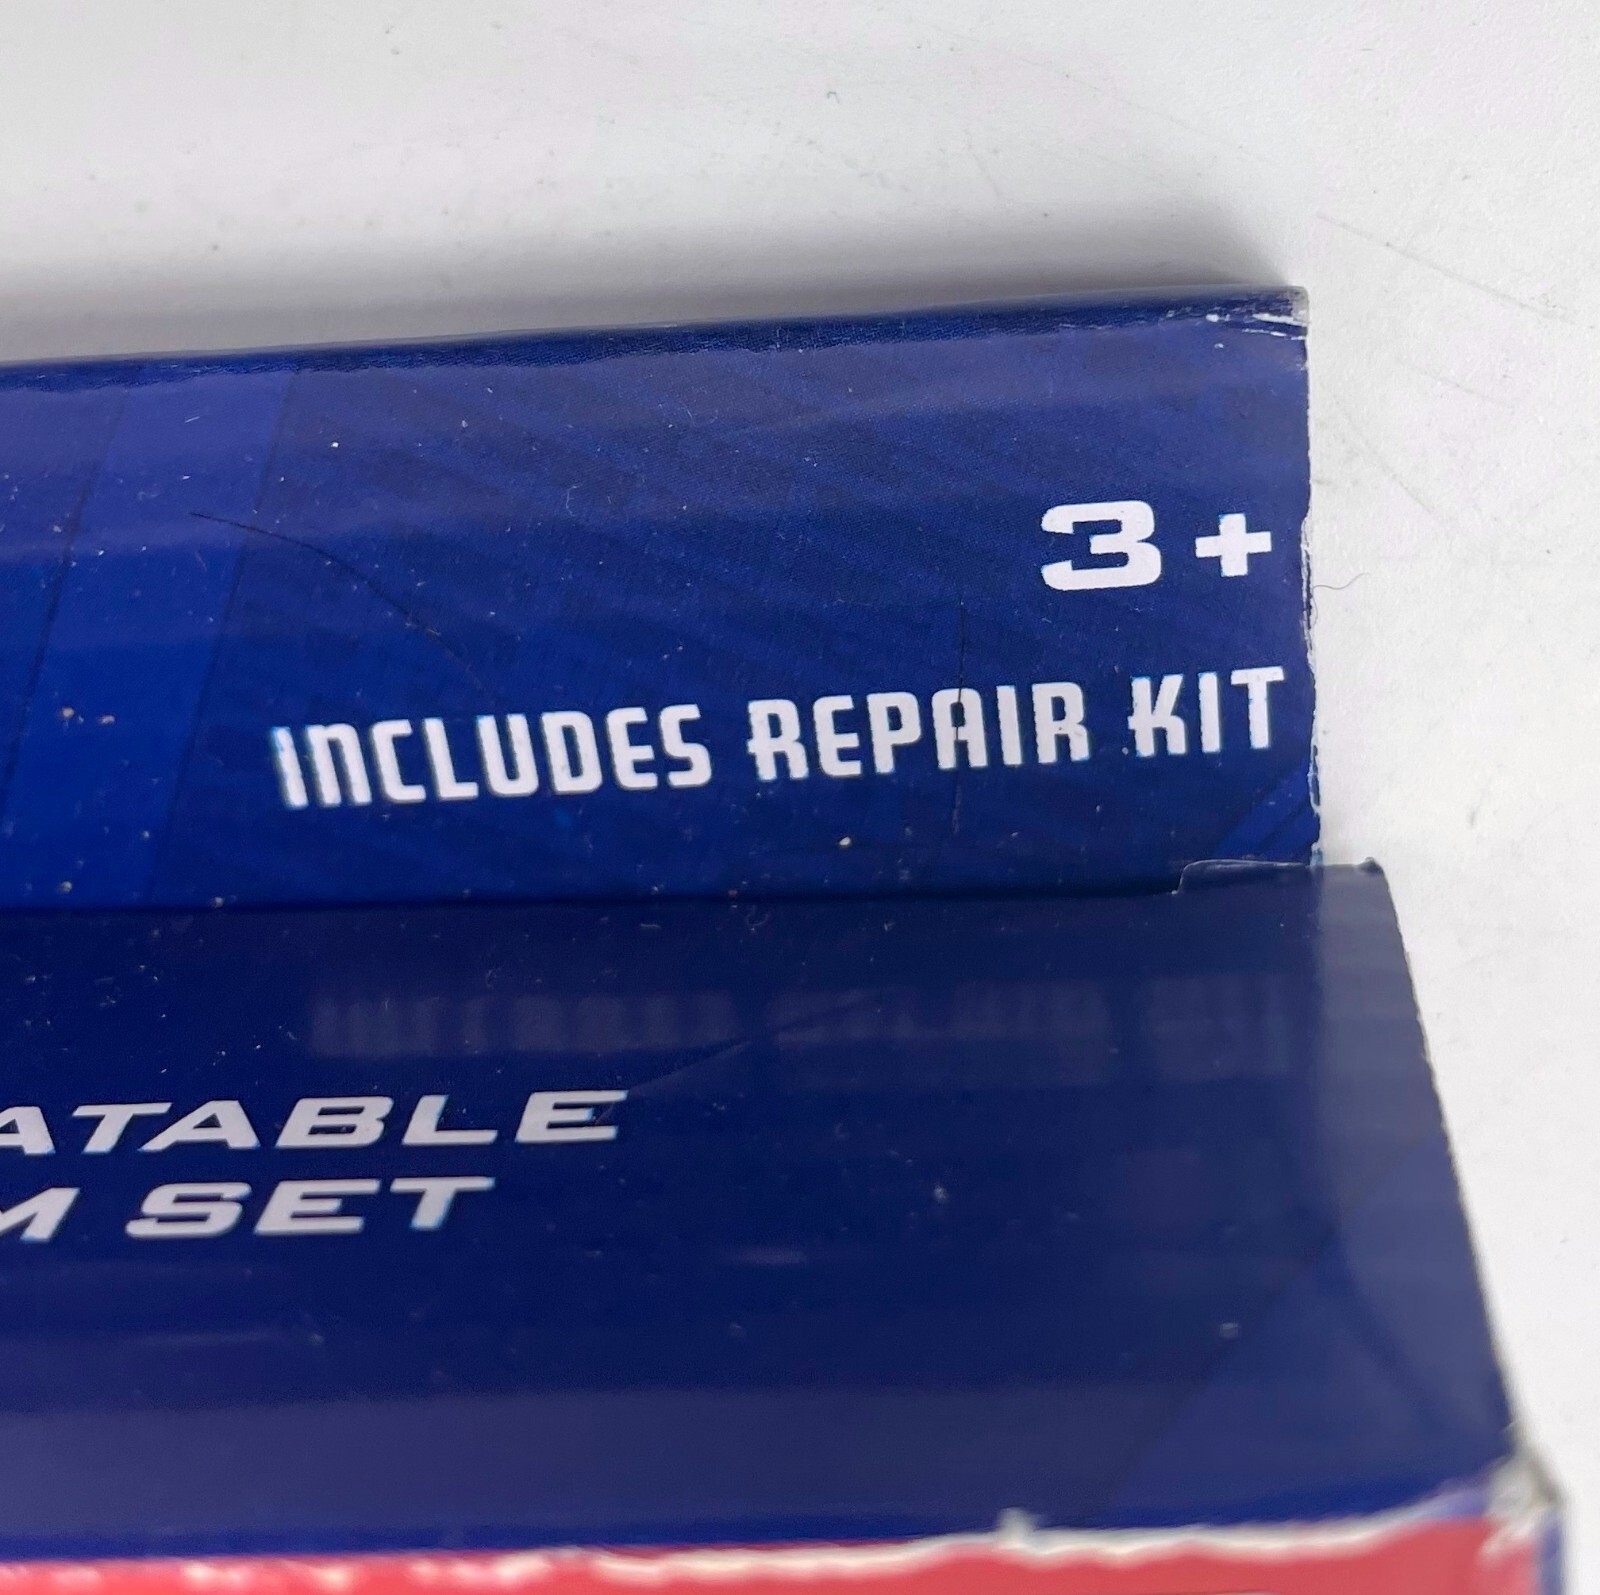 3+
INCLUDES REPAIR KIT
ATABLE
M SET